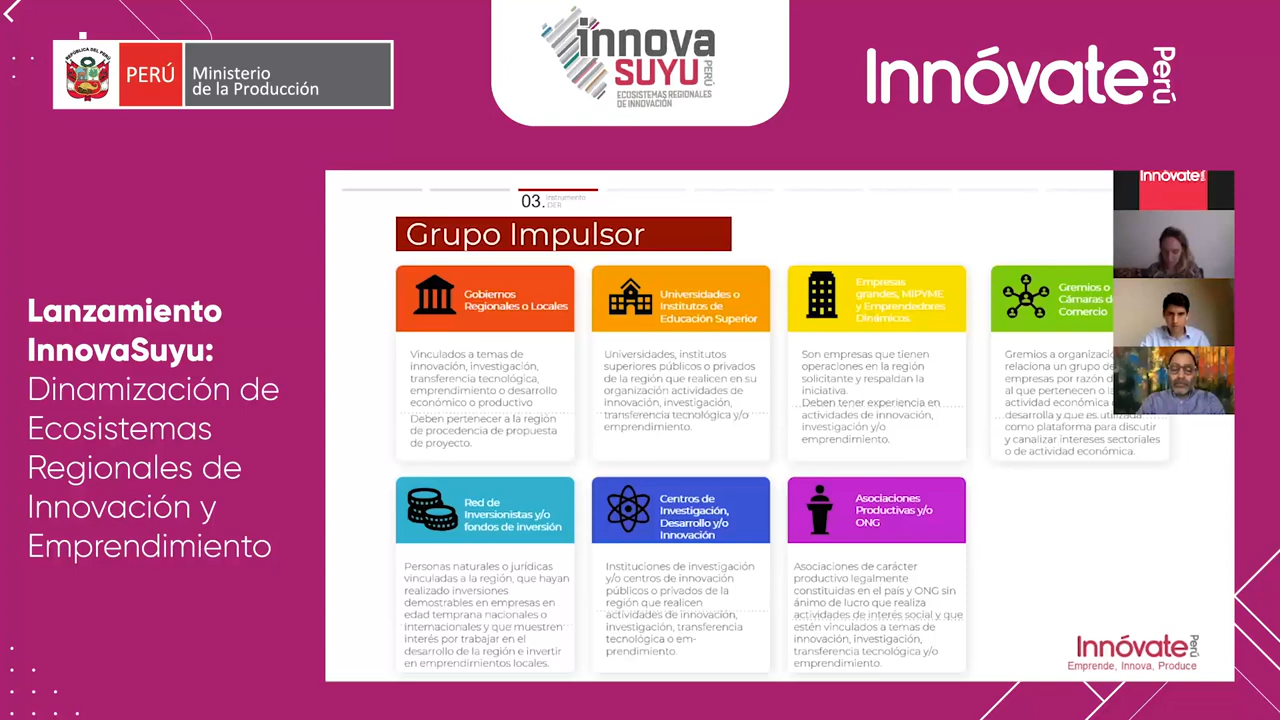 REPÚBLICA DEL PERÚ
PERÚ
Ministerio
de la Producción
innova
SUYU
PERÚ
ECOSISTEMAS REGIONALES
DE INNOVACIÓN
Innóvate
Perú
Lanzamiento
InnovaSuyu:
Dinamización de
Ecosistemas
Regionales de
Innovación y
Emprendimiento
03.
Instrumento
DER
Grupo Impulsor
Gobiernos
Regionales o Locales
Vinculados a temas de
innovación, investigación,
transferencia tecnológica,
emprendimiento o desarrollo
económico o productivo
Deben pertenecer a la región
de procedencia de propuesta
de proyecto.
Universidades o
Institutos de
Educación Superior
Universidades, institutos
superiores públicos o privados
de la región que realicen en su
organización actividades de
innovación, investigación,
transferencia tecnológica y/o
emprendimiento.
Empresas
grandes, MiPYME
y Emprendedores
Dinámicos.
Son empresas que tienen
operaciones en la región
solicitante y respaldan la
iniciativa.
Deben tener experiencia en
actividades de innovación,
investigación y/o
emprendimiento.
Gremios o
Cámaras d
Comercio
Gremios a organizaci
relaciona un grupo de
empresas por razón d
al que pertenecen o l
actividad económica
desarrolla y que es utilizada
como plataforma para discutir
y canalizar intereses sectoriales
o de actividad económica.
Innóvate
Red de
Inversionistas y/o
fondos de inversión
Personas naturales o jurídicas
vinculadas a la región, que hayan
realizado inversiones
demostrables en empresas en
edad temprana nacionales o
internacionales y que muestren
interés por trabajar en el
desarrollo de la región e invertir
en emprendimientos locales.
Centros de
Investigación,
Desarrollo y/o
Innovación
Instituciones de investigación
y/o centros de innovación
públicos o privados de la
región que realicen
actividades de innovación,
investigación, transferencia
tecnológica o em-
prendimiento.
Asociaciones
Productivas y/o
ONG
Asociaciones de carácter
productivo legalmente
constituidas en el país y ONG sin
ánimo de lucro que realiza
actividades de interés social y que
estén vinculados a temas de
innovación, investigación,
transferencia tecnológica y/o
emprendimiento.
Innóvate
Perú
Emprende, Innova, Produce